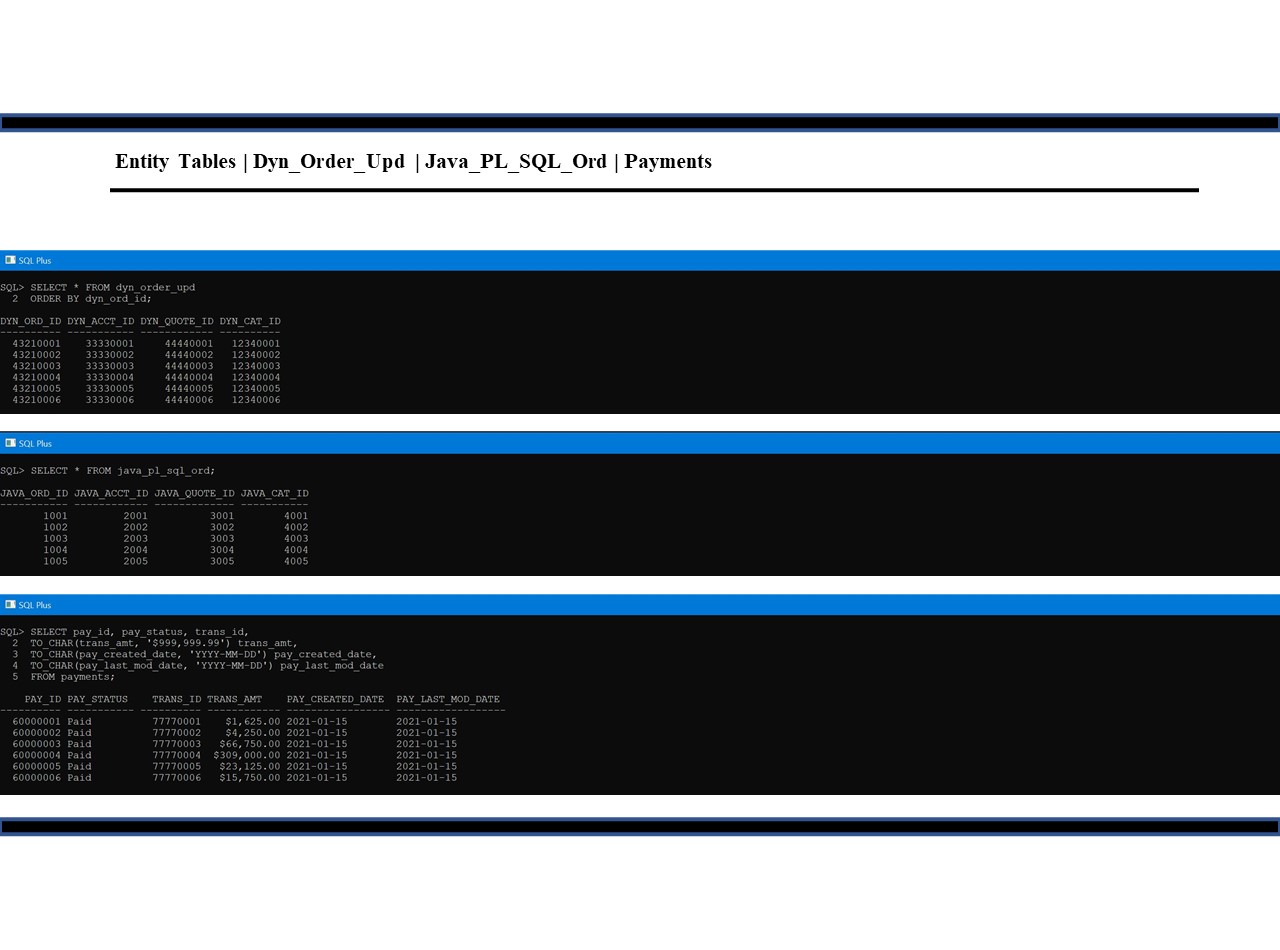 Entity Tables | Dyn_Order_Upd | Java_PL_SQL_Ord | Payments
SQL Plus
SQL> SELECT * FROM dyn_order_upd
  2  ORDER BY dyn_ord_id;
DYN_ORD_ID DYN_ACCT_ID DYN_QUOTE_ID DYN_CAT_ID
---------- ----------- ------------ ----------
  43210001    33330001     44440001   12340001
  43210002    33330002     44440002   12340002
  43210003    33330003     44440003   12340003
  43210004    33330004     44440004   12340004
  43210005    33330005     44440005   12340005
  43210006    33330006     44440006   12340006
SQL Plus
SQL> SELECT * FROM java_pl_sql_ord;
JAVA_ORD_ID JAVA_ACCT_ID JAVA_QUOTE_ID JAVA_CAT_ID
----------- ------------ ------------- -----------
       1001         2001          3001        4001
       1002         2002          3002        4002
       1003         2003          3003        4003
       1004         2004          3004        4004
       1005         2005          3005        4005
SQL Plus
SQL> SELECT pay_id, pay_status, trans_id,
  2  TO_CHAR(trans_amt, '$999,999.99') trans_amt,
  3  TO_CHAR(pay_created_date, 'YYYY-MM-DD') pay_created_date,
  4  TO_CHAR(pay_last_mod_date, 'YYYY-MM-DD') pay_last_mod_date
  5  FROM payments;
    PAY_ID PAY_STATUS    TRANS_ID TRANS_AMT    PAY_CREATED_DATE  PAY_LAST_MOD_DATE
---------- ----------- ---------- ------------ ----------------- ------------------
  60000001 Paid          77770001    $1,625.00 2021-01-15        2021-01-15
  60000002 Paid          77770002    $4,250.00 2021-01-15        2021-01-15
  60000003 Paid          77770003   $66,750.00 2021-01-15        2021-01-15
  60000004 Paid          77770004  $309,000.00 2021-01-15        2021-01-15
  60000005 Paid          77770005   $23,125.00 2021-01-15        2021-01-15
  60000006 Paid          77770006   $15,750.00 2021-01-15        2021-01-15